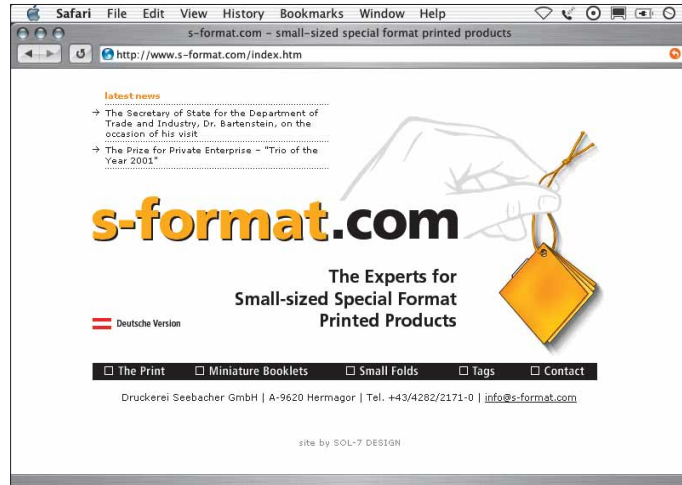 Safari File Edit View History Bookmarks Window Help
s-format.com – small-sized special format printed products
http://www.s-format.com/index.htm
latest news
→ The Secretary of State for the Department of
Trade and Industry, Dr. Bartenstein, on the
occasion of his visit
→ The Prize for Private Enterprise – "Trio of the
Year 2001"
s-format.com
The Experts for
Small-sized Special Format
Printed Products
Deutsche Version
The Print Miniature Booklets Small Folds Tags Contact
Druckerei Seebacher GmbH | A-9620 Hermagor | Tel. +43/4282/2171-0 | info@s-format.com
site by SOL-7 DESIGN